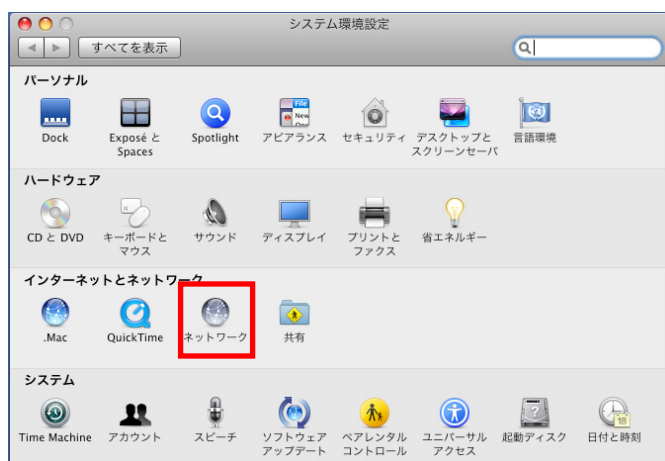 システム環境設定
すべてを表示
パーソナル
Dock
Exposé と
Spaces
Spotlight
アピアランス
セキュリティ
デスクトップと
スクリーンセーバ
言語環境
ハードウェア
CD と DVD
キーボードと
マウス
サウンド
ディスプレイ
プリントと
ファクス
省エネルギー
インターネットとネットワーク
.Mac
QuickTime
ネットワーク
共有
システム
Time Machine
アカウント
スピーチ
ソフトウェア
アップデート
ペアレンタル
コントロール
ユニバーサル
アクセス
起動ディスク
日付と時刻
File
New
18